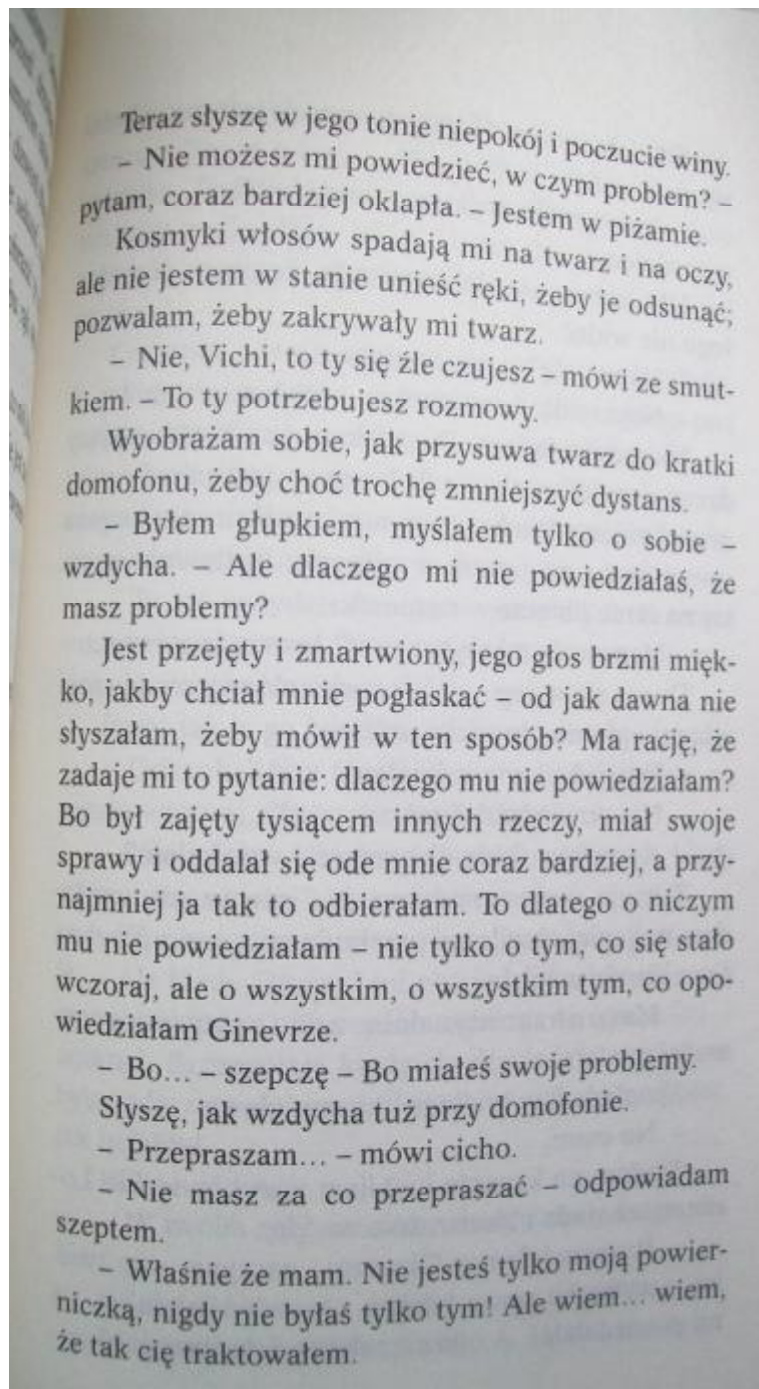 Teraz słyszę w jego tonie niepokój i poczucie winy.
– Nie możesz mi powiedzieć, w czym problem? –
pytam, coraz bardziej oklapła. – Jestem w piżamie.
Kosmyki włosów spadają mi na twarz i na oczy,
ale nie jestem w stanie unieść ręki, żeby je odsunąć;
pozwalam, żeby zakrywały mi twarz.
– Nie, Vichi, to ty się źle czujesz – mówi ze smut-
kiem. – To ty potrzebujesz rozmowy.
Wyobrażam sobie, jak przysuwa twarz do kratki
domofonu, żeby choć trochę zmniejszyć dystans.
– Byłem głupkiem, myślałem tylko o sobie –
wzdycha. – Ale dlaczego mi nie powiedziałaś, że
masz problemy?
Jest przejęty i zmartwiony, jego głos brzmi mięk-
ko, jakby chciał mnie pogłaskać – od jak dawna nie
słyszałam, żeby mówił w ten sposób? Ma rację, że
zadaje mi to pytanie: dlaczego mu nie powiedziałam?
Bo był zajęty tysiącem innych rzeczy, miał swoje
sprawy i oddalał się ode mnie coraz bardziej, a przy-
najmniej ja tak to odbierałam. To dlatego o niczym
mu nie powiedziałam – nie tylko o tym, co się stało
wczoraj, ale o wszystkim, o wszystkim tym, co opo-
wiedziałam Ginevrze.
– Bo... – szepczę – Bo miałeś swoje problemy.
Słyszę, jak wzdycha tuż przy domofonie.
– Przepraszam... – mówi cicho.
– Nie masz za co przepraszać – odpowiadam
szeptem.
– Właśnie że mam. Nie jesteś tylko moją powier-
niczką, nigdy nie byłaś tylko tym! Ale wiem... wiem,
że tak cię traktowałem.